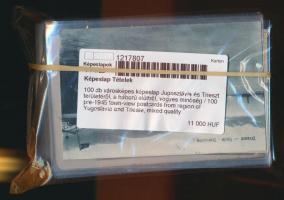 1217807
Képeslapok
Karton
Képeslap Tételek
100 db városképes képeslap Jugoszlávia és Trieszt
területéről, a háború előttről, vegyes minőség / 100
pre-1945 town-view postcards from region of
Yugoslavia and Trieste, mixed quality
11 000 HUF